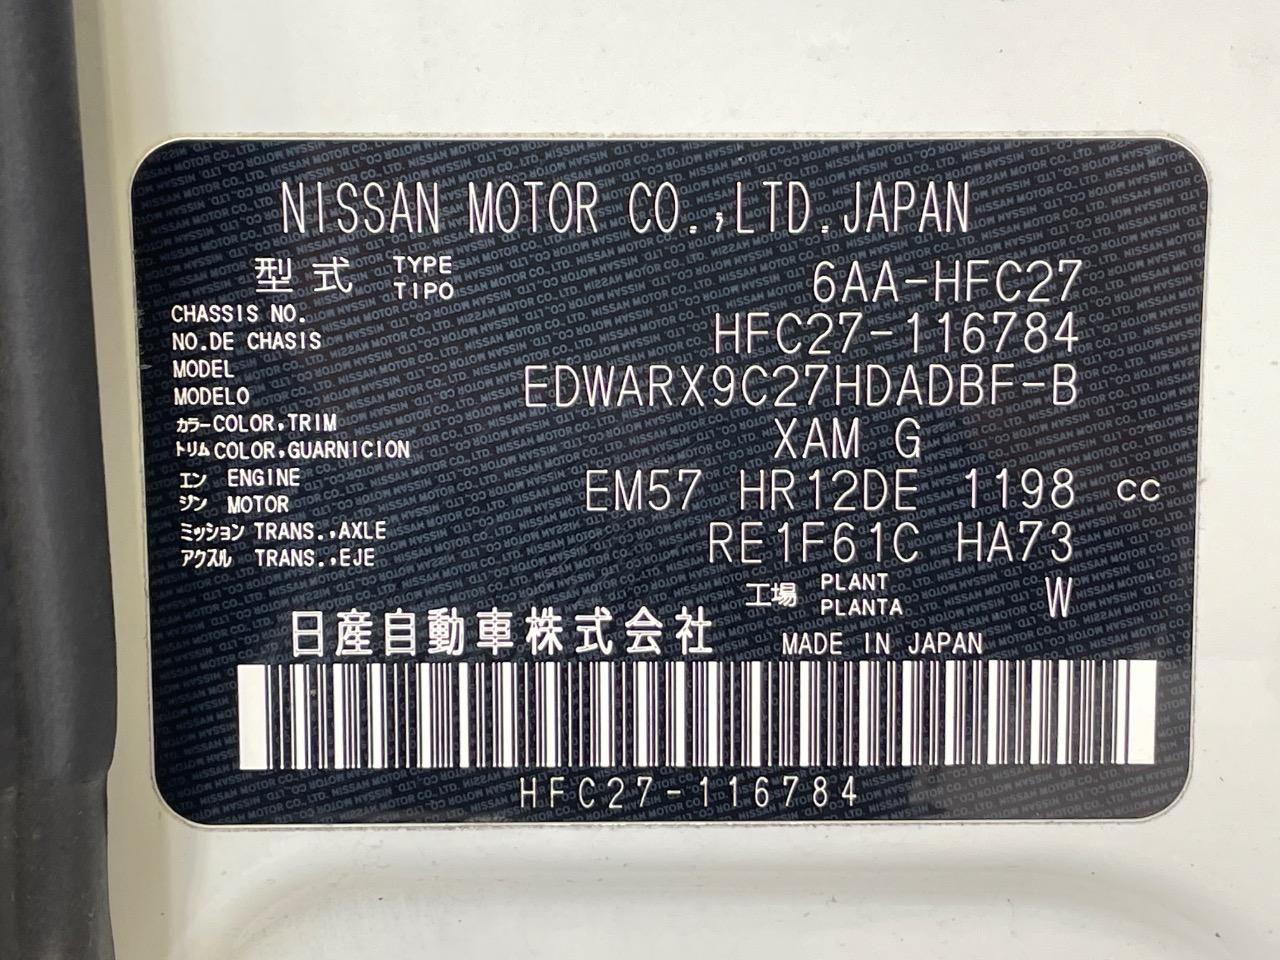 NISSAN MOTOR CO.,LTD.JAPAN
型式 TYPE TIPO 6AA-HFC27
CHASSIS NO.
NO.DE CHASIS HFC27-116784
MODEL
MODELO EDWARX9C27HDADBF-B
カラー COLOR,TRIM
トリム COLOR,GUARNICION XAM G
エン ENGINE
ジン MOTOR EM57 HR12DE 1198 cc
ミッション TRANS.,AXLE
アクスル TRANS.,EJE RE1F61C HA73
工場 PLANT PLANTA W
日産自動車株式会社 MADE IN JAPAN
HFC27-116784